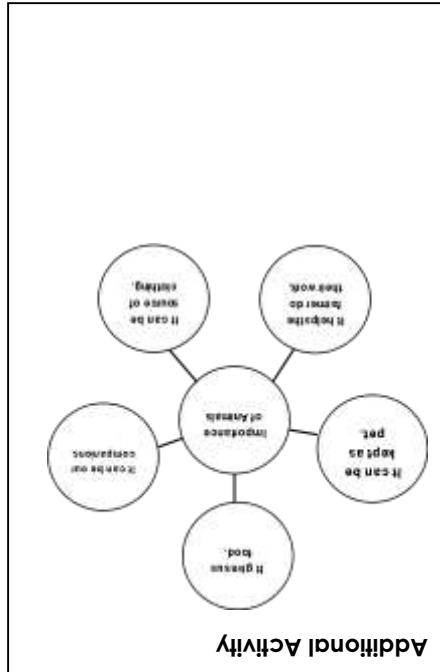 Additional Activity
It gives us
food.
It can be
kept as
pet.
It can be our
companions.
Impotance
of Animals
It helps the
farmer do
their work.
It can be
source of
clothing.